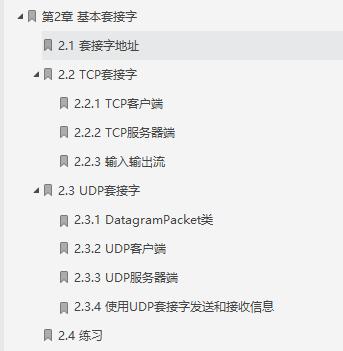 第2章 基本套接字
2.1 套接字地址
2.2 TCP套接字
2.2.1 TCP客户端
2.2.2 TCP服务器端
2.2.3 输入输出流
2.3 UDP套接字
2.3.1 DatagramPacket类
2.3.2 UDP客户端
2.3.3 UDP服务器端
2.3.4 使用UDP套接字发送和接收信息
2.4 练习